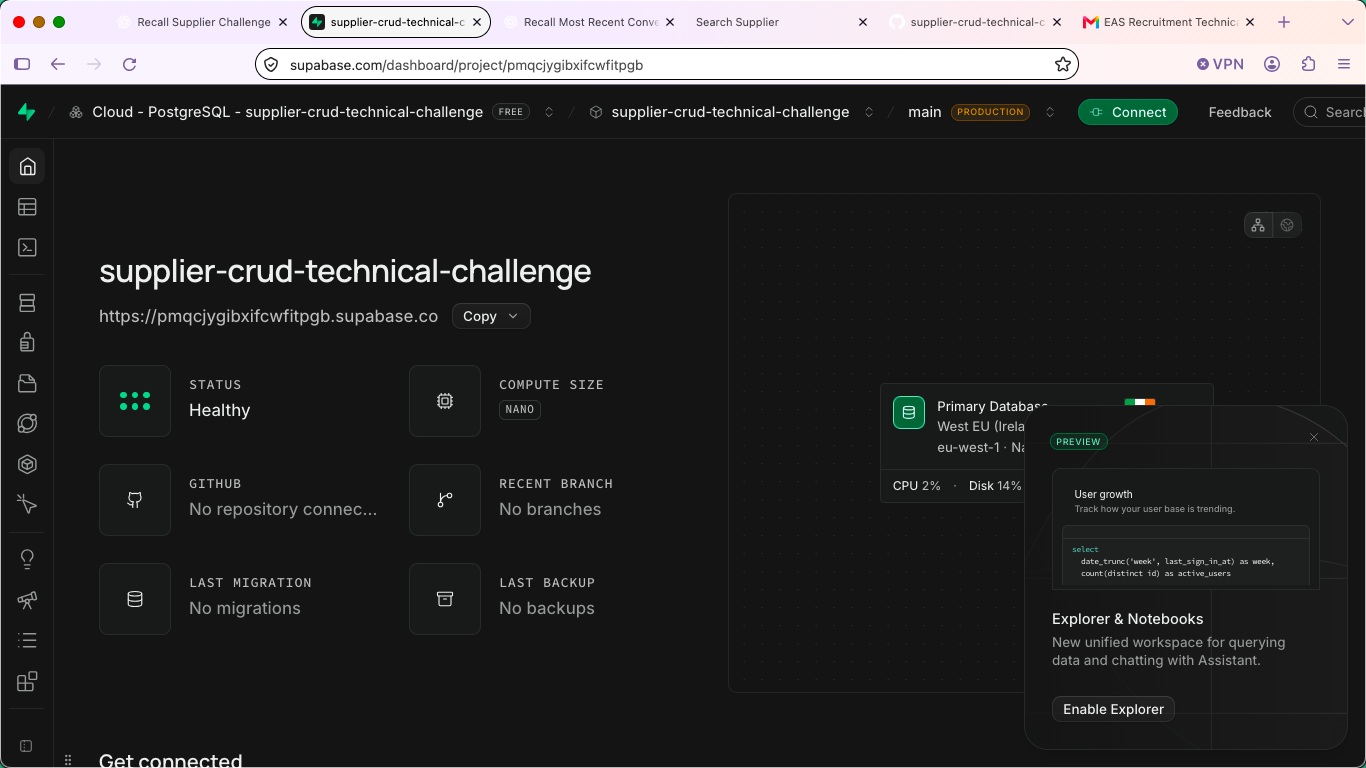 Recall Supplier Challenge
supplier-crud-technical-c
Recall Most Recent Conve
Search Supplier
supplier-crud-technical-c
EAS Recruitment Technica
supabase.com/dashboard/project/pmqcjygibxifcwfitpgb
VPN
Cloud - PostgreSQL - supplier-crud-technical-challenge FREE
supplier-crud-technical-challenge
main PRODUCTION
Connect
Feedback
Search
supplier-crud-technical-challenge
https://pmqcjygibxifcwfitpgb.supabase.co
Copy
STATUS
Healthy
COMPUTE SIZE
NANO
GITHUB
No repository connec...
RECENT BRANCH
No branches
LAST MIGRATION
No migrations
LAST BACKUP
No backups
Primary Database
West EU (Irela
eu-west-1 · Na
CPU 2% · Disk 14%
PREVIEW
User growth
Track how your user base is trending.
select
date_trunc('week', last_sign_in_at) as week,
count(distinct id) as active_users
Explorer & Notebooks
New unified workspace for querying
data and chatting with Assistant.
Enable Explorer
Get connected